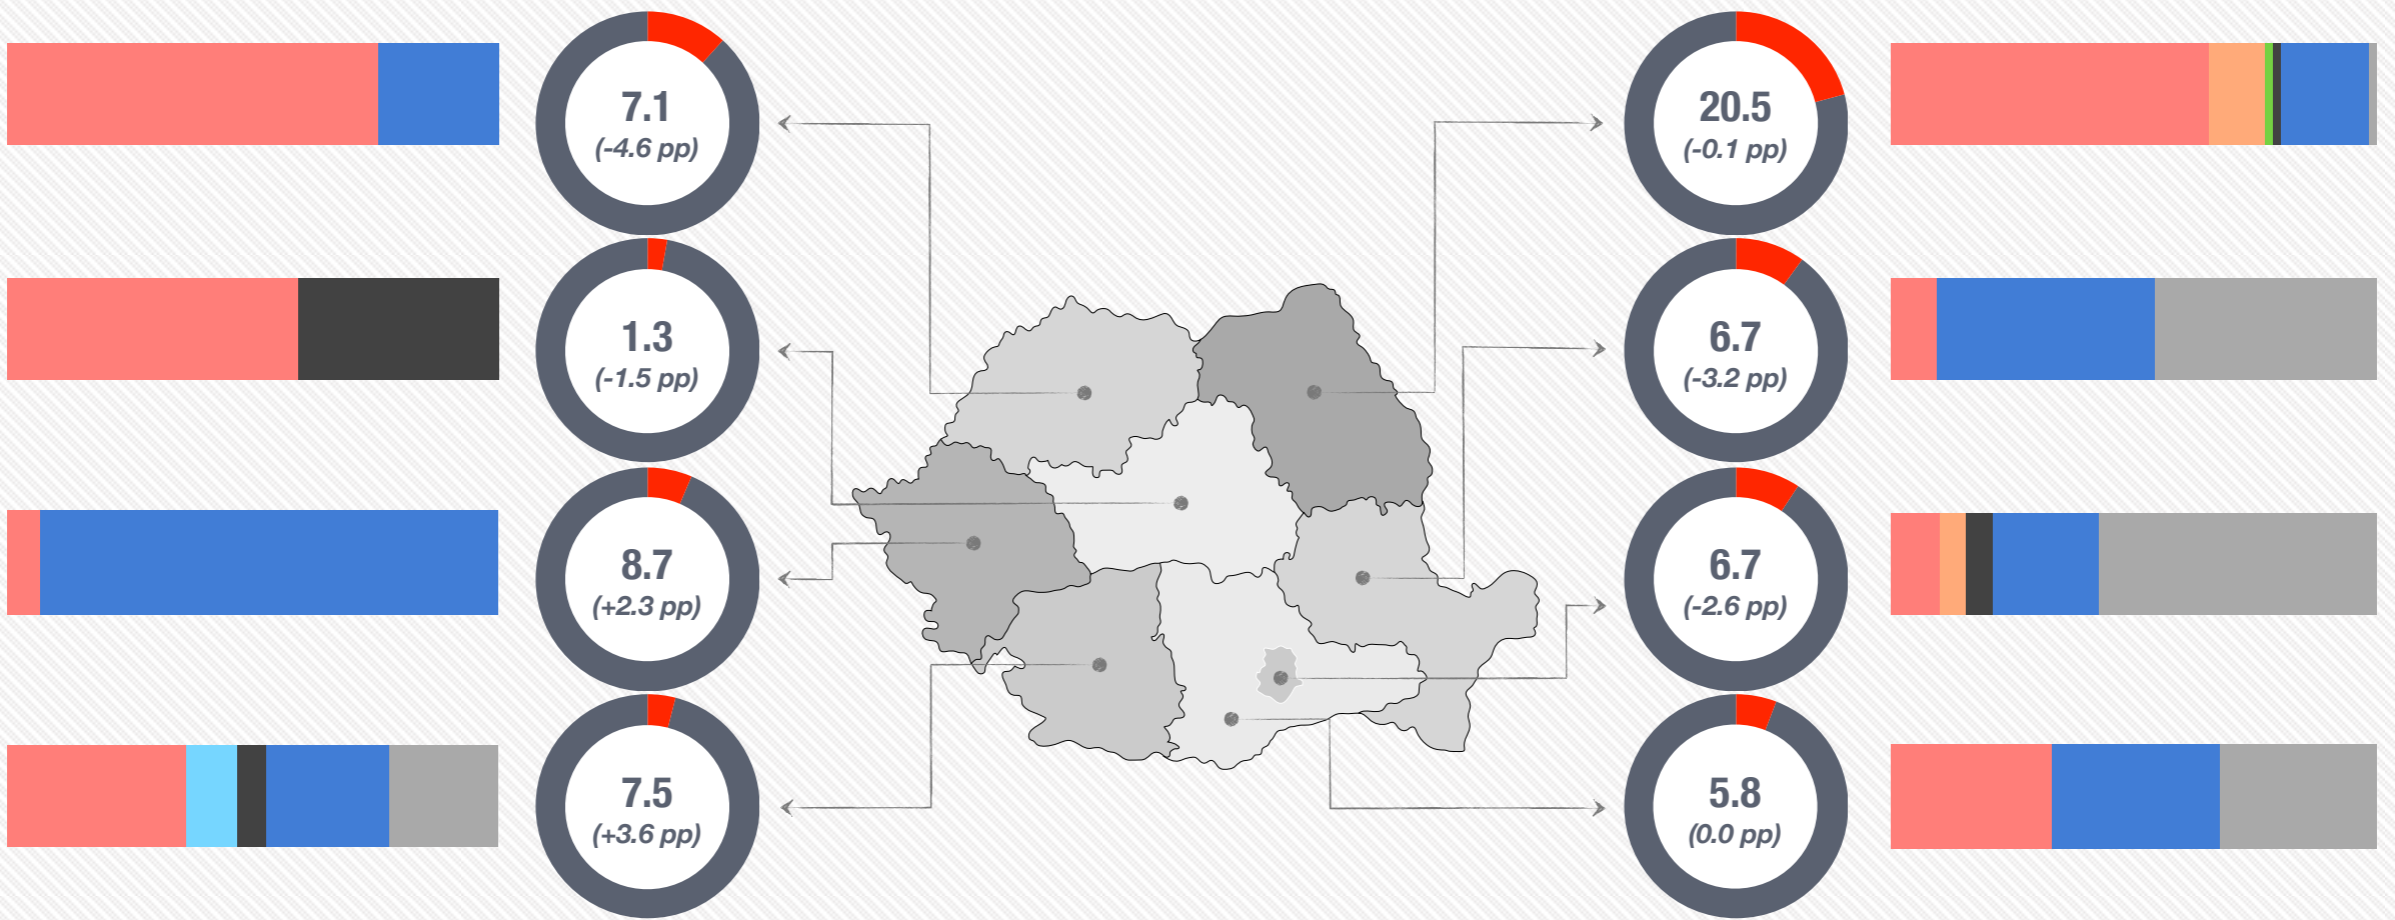 7.1
(-4.6 pp)
1.3
(-1.5 pp)
8.7
(+2.3 pp)
7.5
(+3.6 pp)
20.5
(-0.1 pp)
6.7
(-3.2 pp)
6.7
(-2.6 pp)
5.8
(0.0 pp)